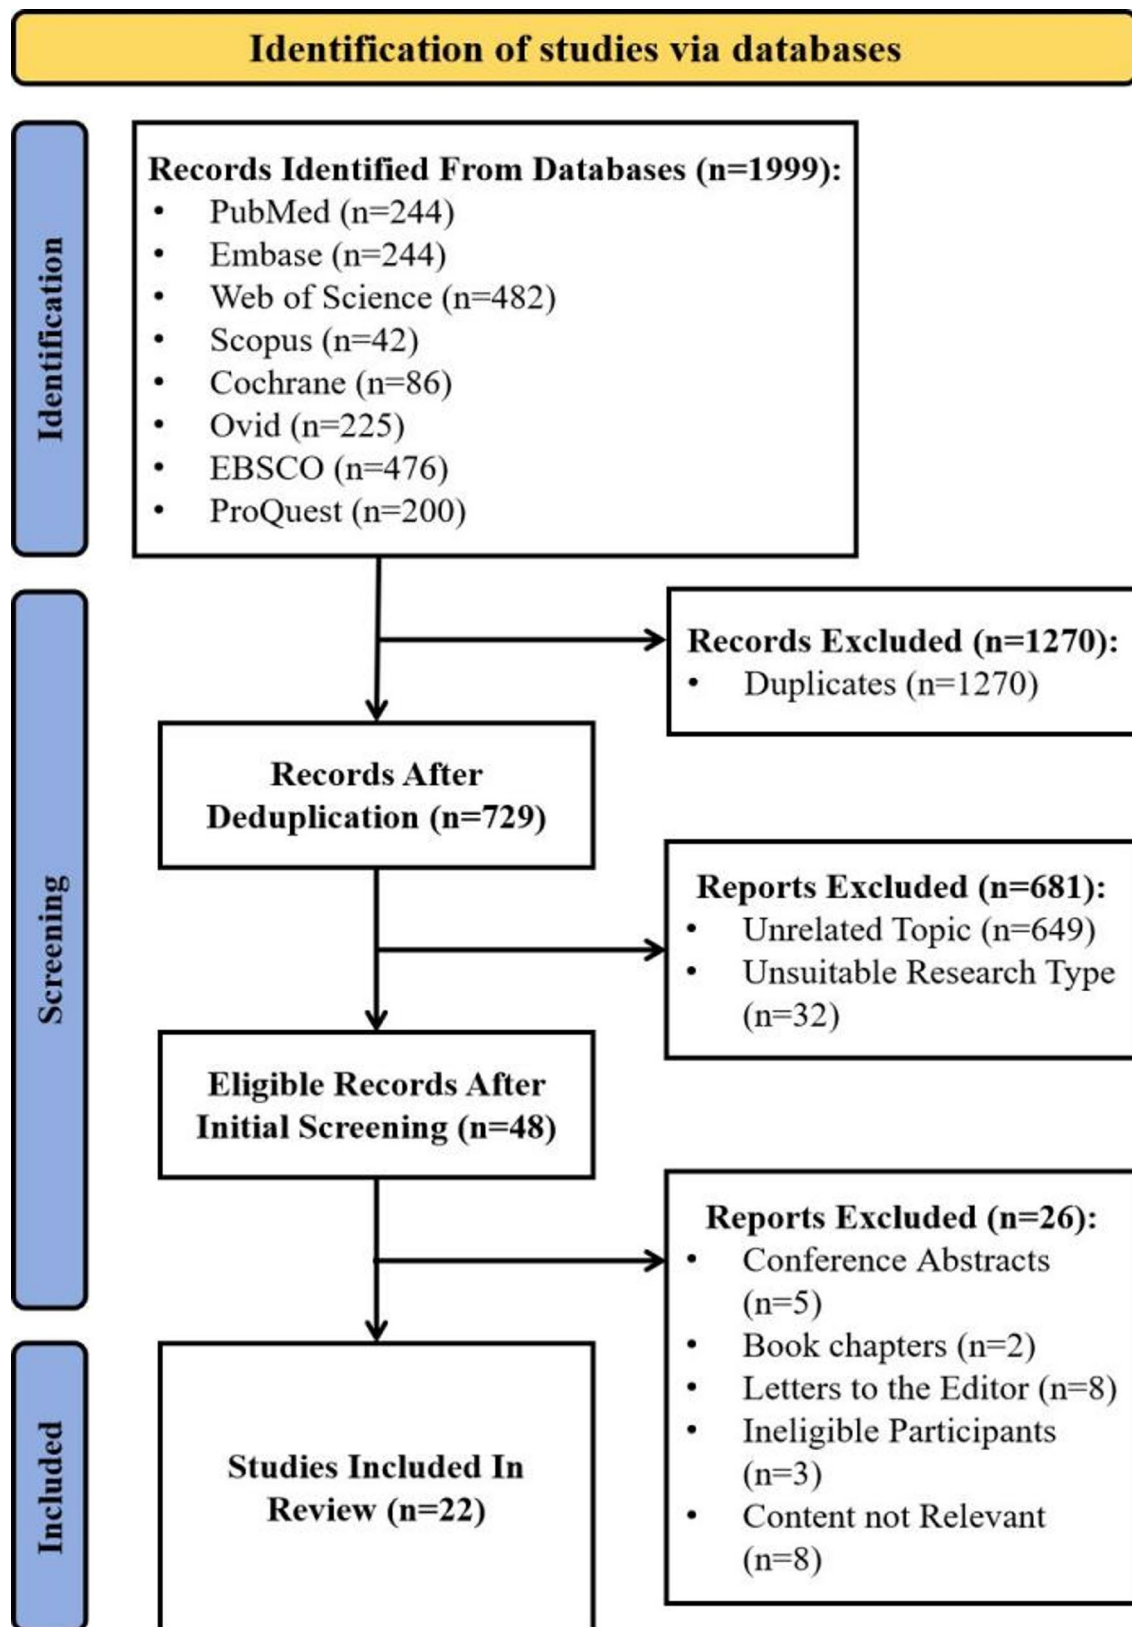 Identification of studies via databases
Identification
Records Identified From Databases (n=1999):
• PubMed (n=244)
• Embase (n=244)
• Web of Science (n=482)
• Scopus (n=42)
• Cochrane (n=86)
• Ovid (n=225)
• EBSCO (n=476)
• ProQuest (n=200)
Screening
Records Excluded (n=1270):
• Duplicates (n=1270)
Records After
Deduplication (n=729)
Reports Excluded (n=681):
• Unrelated Topic (n=649)
• Unsuitable Research Type
(n=32)
Eligible Records After
Initial Screening (n=48)
Reports Excluded (n=26):
• Conference Abstracts
(n=5)
• Book chapters (n=2)
• Letters to the Editor (n=8)
• Ineligible Participants
(n=3)
• Content not Relevant
(n=8)
Included
Studies Included In
Review (n=22)